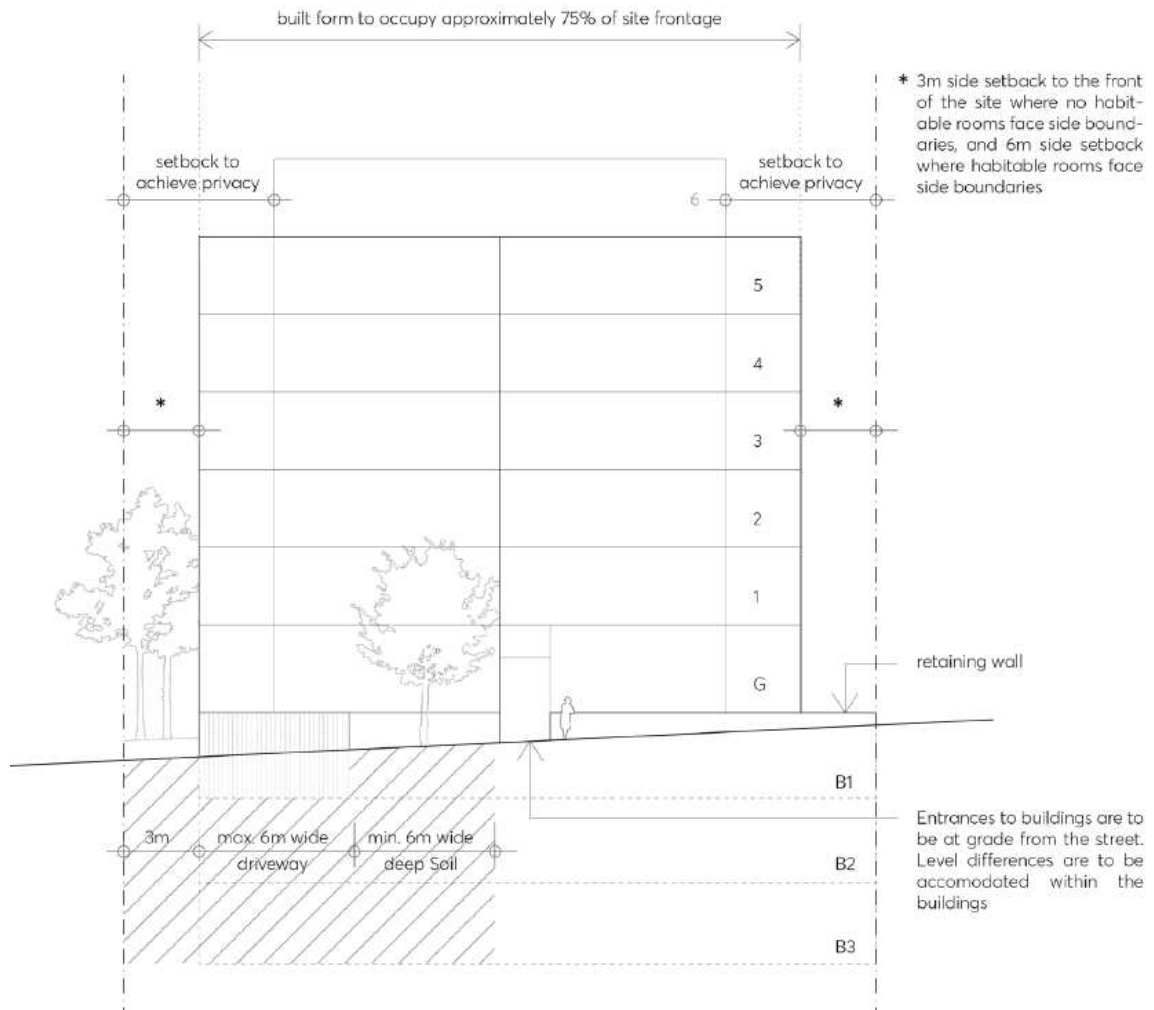 built form to occupy approximately 75% of site frontage
* 3m side setback to the front
of the site where no habit-
able rooms face side bound-
aries, and 6m side setback
where habitable rooms face
side boundaries
setback to
achieve privacy
setback to
achieve privacy
6
5
4
*
*
3
2
1
retaining wall
G
B1
Entrances to buildings are to
be at grade from the street.
Level differences are to be
accomodated within the
buildings
3m
max. 6m wide
driveway
min. 6m wide
deep Soil
B2
B3